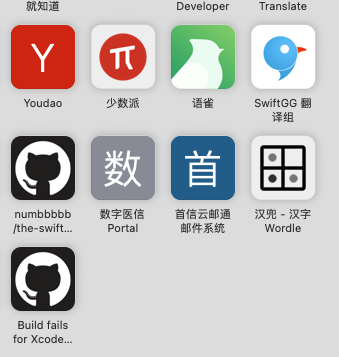 就知道
Developer
Translate
Y
Youdao
少数派
语雀
SwiftGG 翻
译组
数
首
numbbbbb
/the-swift...
数字医信
Portal
首信云邮通
邮件系统
汉兜 - 汉字
Wordle
Build fails
for Xcode...